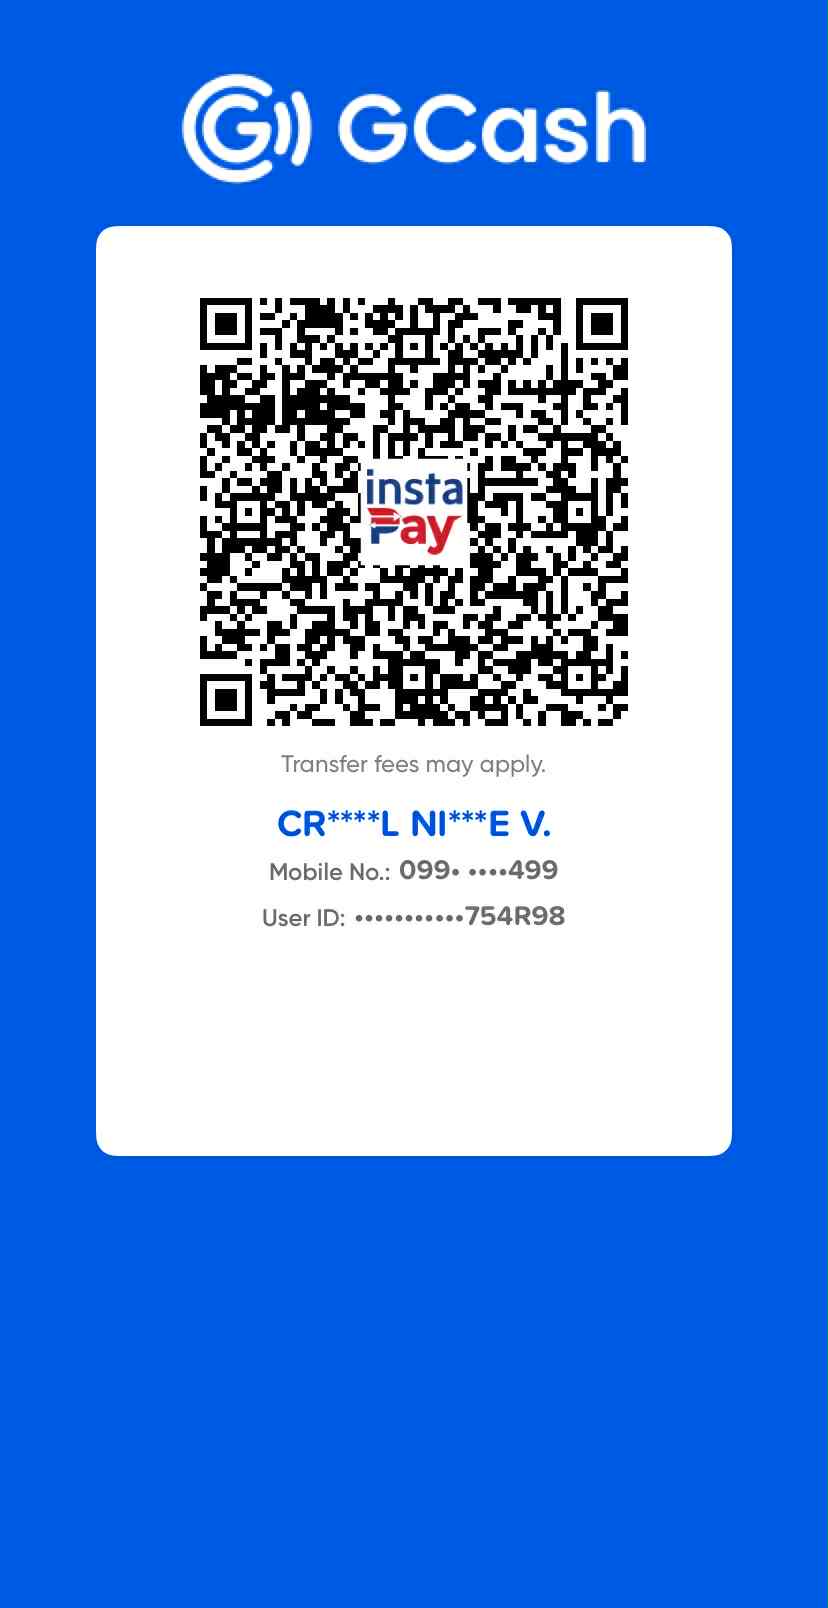 GCash
insta
Pay
Transfer fees may apply.
CR****L NI***E V.
Mobile No.: 099• ••••499
User ID: •••••••••••754R98